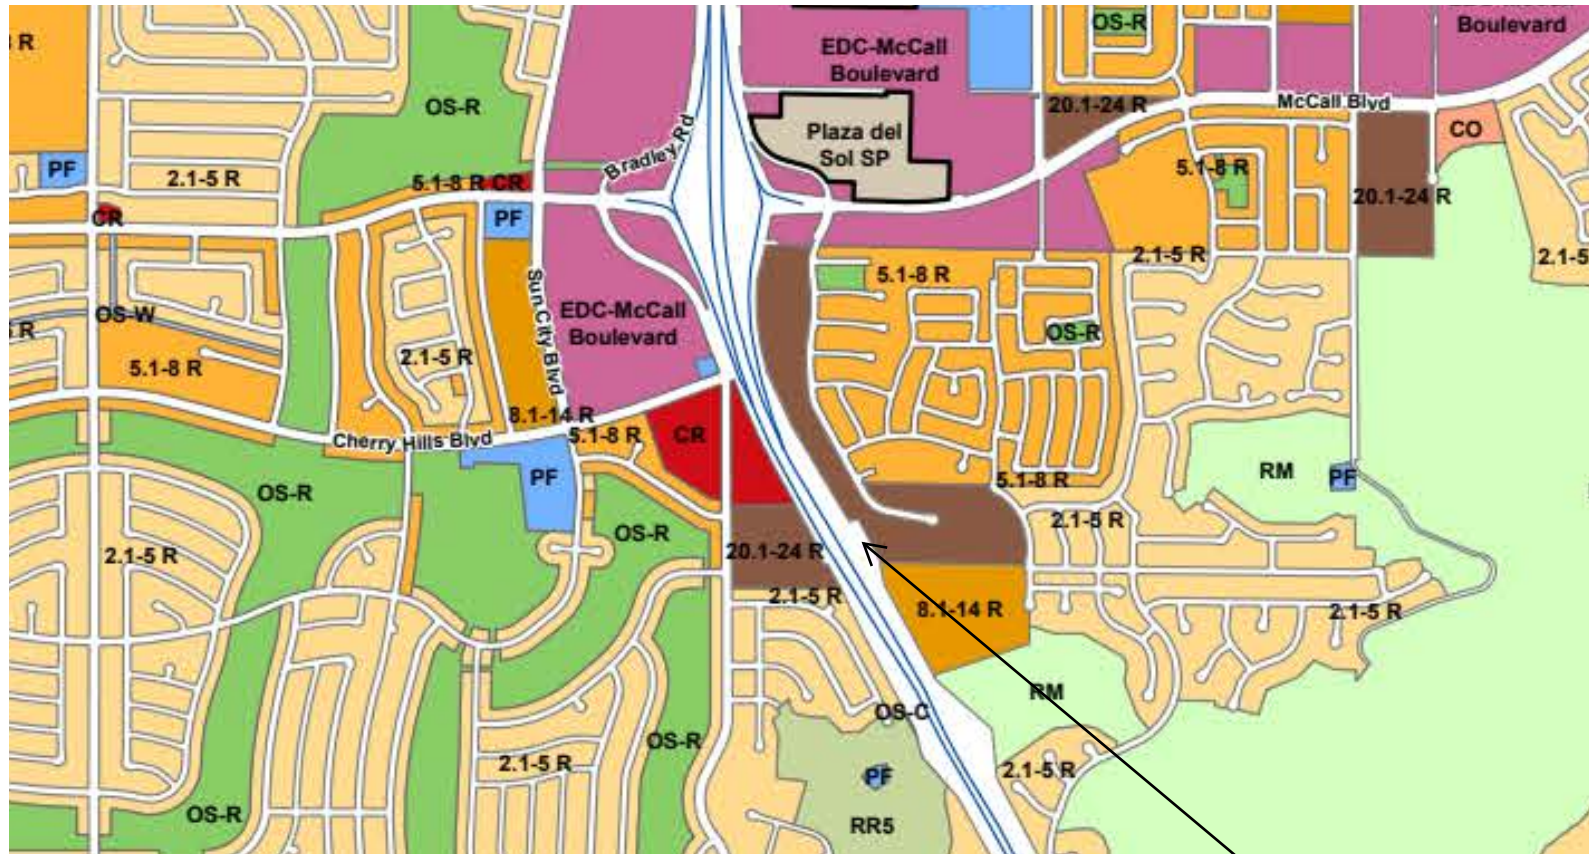 OS-R
EDC-McCall
Boulevard
Boulevard
R
OS-R
20.1-24 R
McCall Blvd
Plaza del
Sol SP
CO
Bradley Rd
PF
2.1-5 R
5.1-8 R
CR
5.1-8 R
20.1-24 R
CR
PF
2.1-5 R
2.1-5
5.1-8 R
Sun City Blvd
OS-W
EDC-McCall
Boulevard
R
OS-R
2.1-5 R
5.1-8 R
8.1-14 R
Cherry Hills Blvd
5.1-8 R
CR
PF
RM
PF
5.1-8 R
OS-R
2.1-5 R
OS-R
2.1-5 R
20.1-24 R
2.1-5 R
8.1-14 R
2.1-5 R
OS-R
RM
OS-C
OS-R
2.1-5 R
PF
2.1-5 R
OS-R
RR5